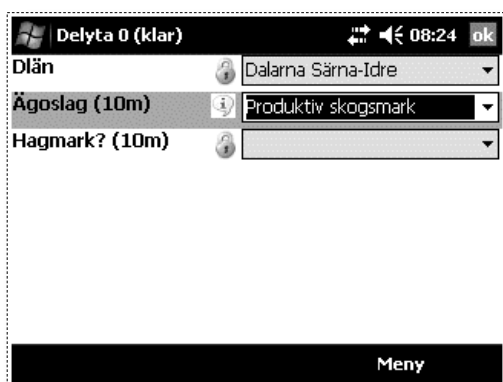 Delyta 0 (klar) 08:24 ok
Dlän Dalarna Särna-Idre
Ägoslag (10m) Produktiv skogsmark
Hagmark? (10m)
Meny